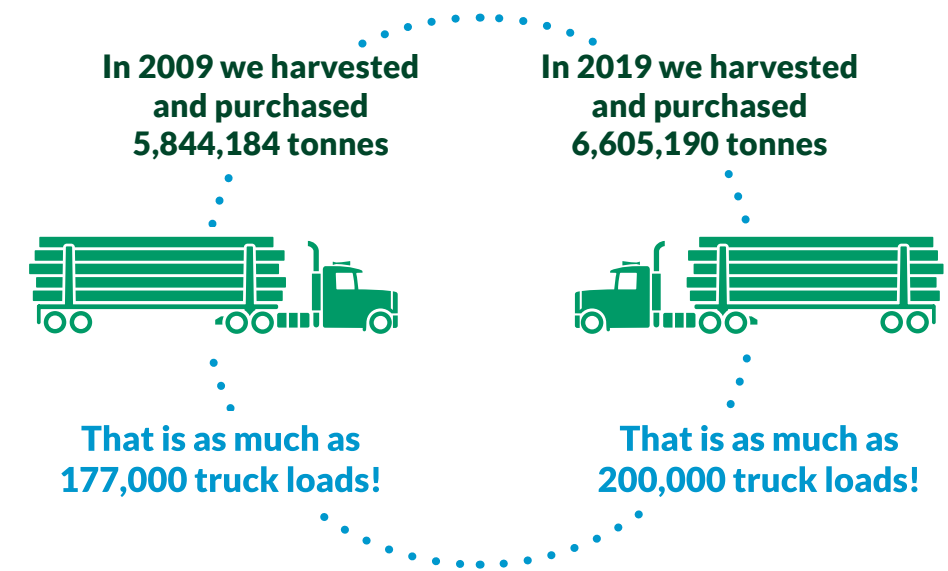 In 2009 we harvested
and purchased
5,844,184 tonnes
In 2019 we harvested
and purchased
6,605,190 tonnes
That is as much as
177,000 truck loads!
That is as much as
200,000 truck loads!